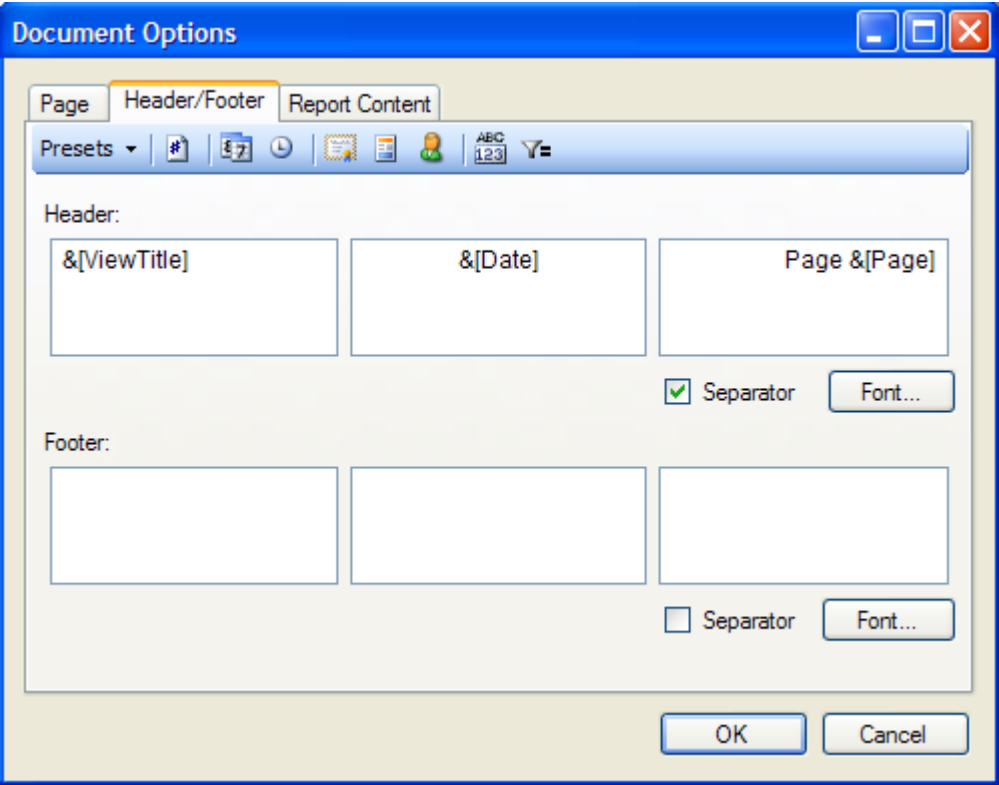 Document Options
Page Header/Footer Report Content
Presets # 7 ABC 123
Header:
&[ViewTitle] &[Date] Page &[Page]
Separator Font...
Footer:
Separator Font...
OK Cancel